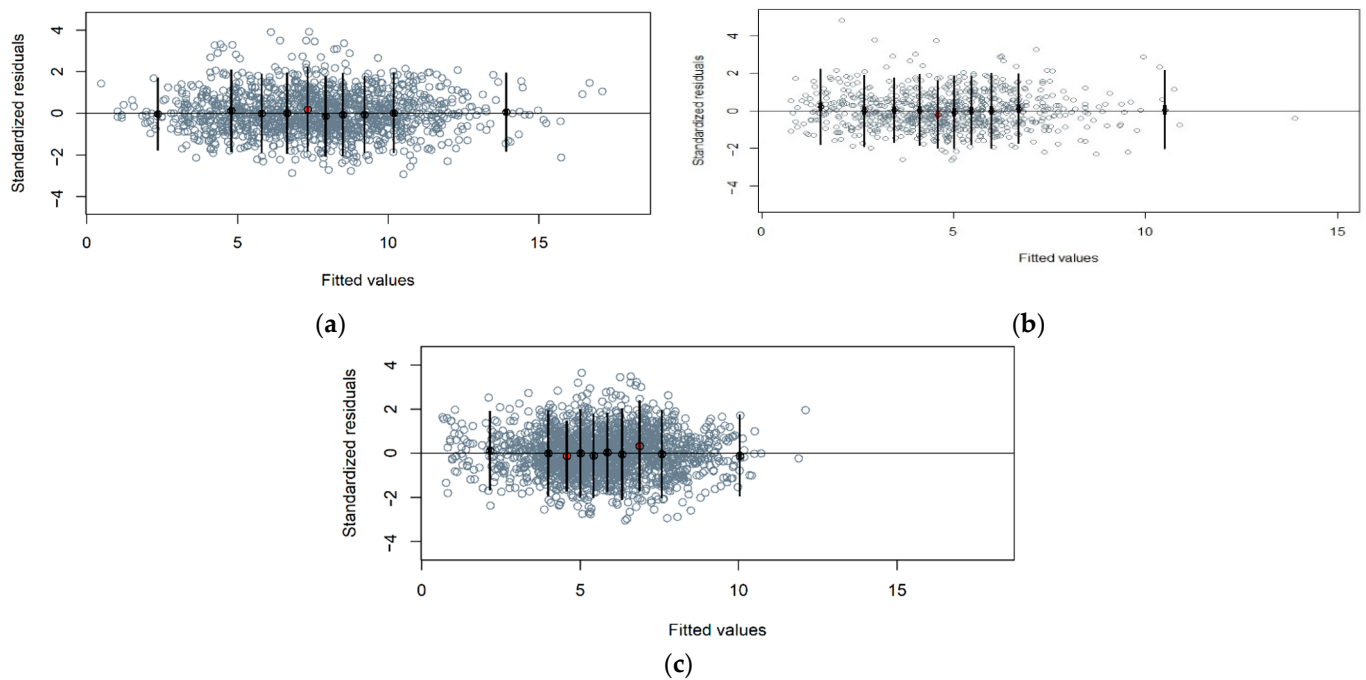 Standardized residuals
4
2
0
−2
−4
0 5 10 15
Fitted values
(a)
Standardized residuals
4
2
0
−2
−4
0 5 10 15
Fitted values
(b)
Standardized residuals
4
2
0
−2
−4
0 5 10 15
Fitted values
(c)